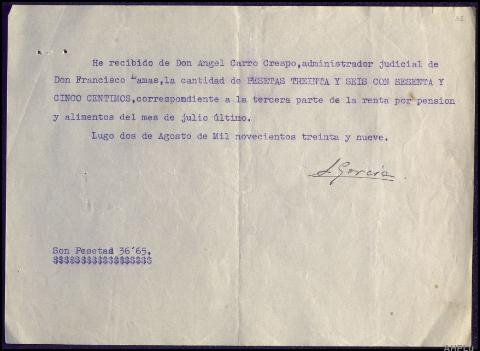 He recibido de Don Angel Carro Crespo,administrador judicial de
Don Francisco Lamas,la cantidad de PESETAS TREINTA Y SEIS CON SESENTA Y
CINCO CENTIMOS,correspondiente a la tercera parte de la renta por pension
y alimentos del mes de julio último.
Lugo dos de Agosto de Mil novecientos treinta y nueve.
García
Son Pesetas 36'65.
$$$$$$$$$$$$$$$$$$